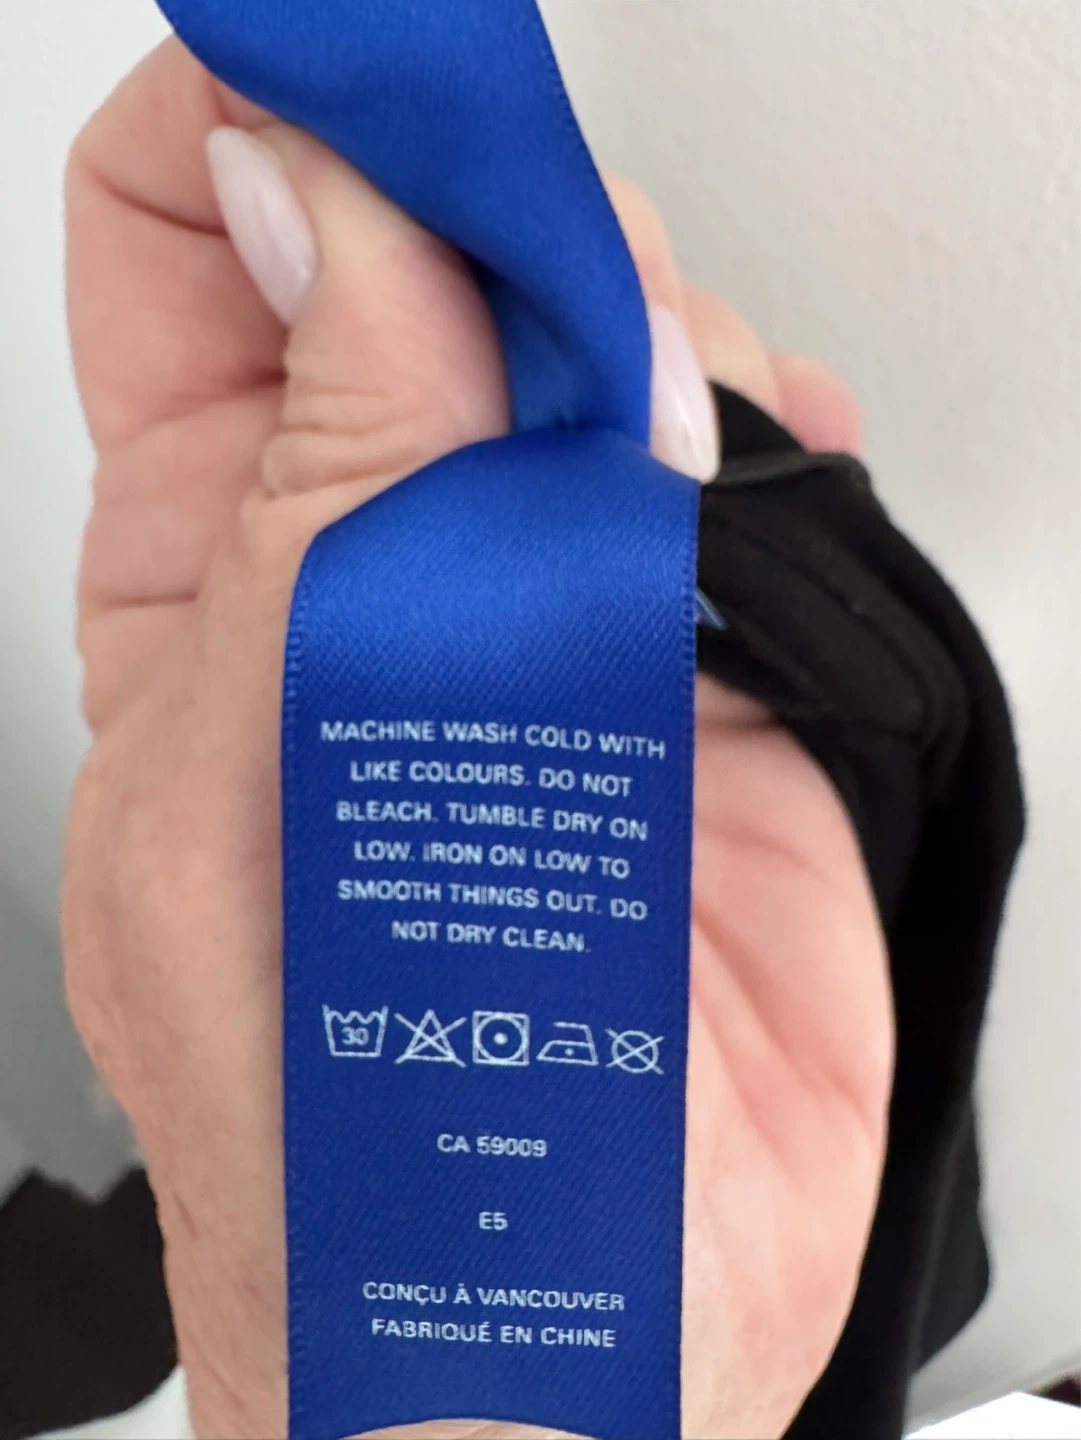 MACHINE WASH COLD WITH
LIKE COLOURS. DO NOT
BLEACH. TUMBLE DRY ON
LOW. IRON ON LOW TO
SMOOTH THINGS OUT. DO
NOT DRY CLEAN.
30
CA 59009
E5
CONÇU À VANCOUVER
FABRIQUÉ EN CHINE